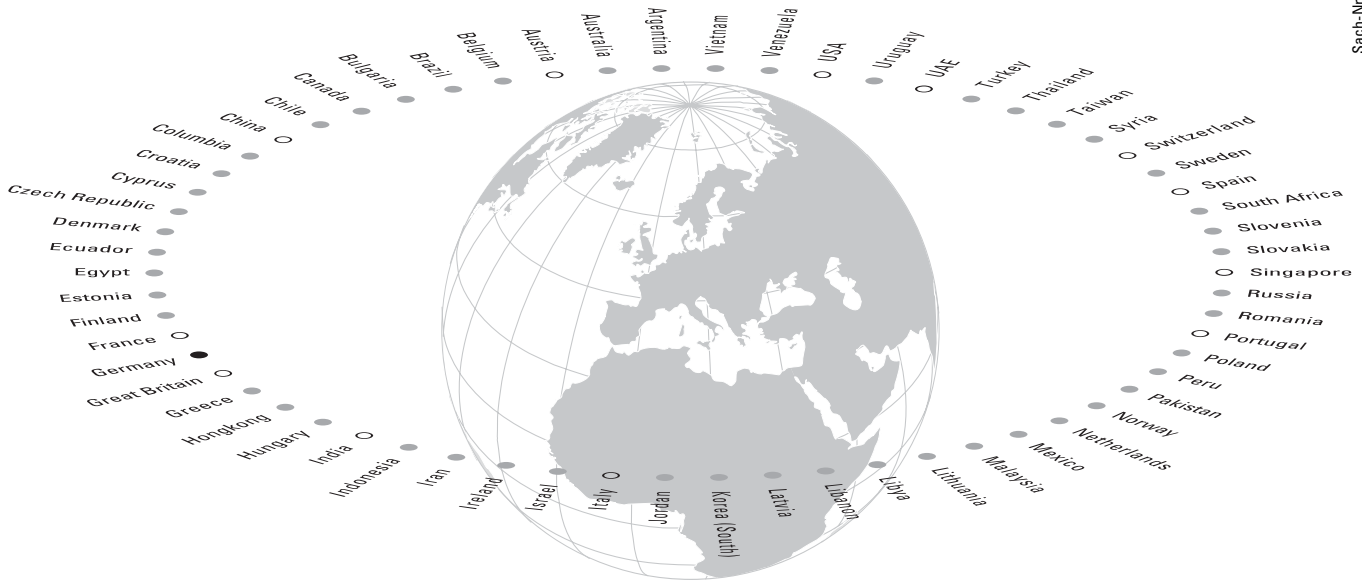 Argentina
Australia
Austria
Belgium
Brazil
Bulgaria
Canada
Chile
China
Columbia
Croatia
Cyprus
Czech Republic
Denmark
Ecuador
Egypt
Estonia
Finland
France
Germany
Great Britain
Greece
Hongkong
Hungary
India
Indonesia
Iran
Ireland
Israel
Italy
Jordan
Korea (South)
Latvia
Libanon
Libya
Lithuania
Malaysia
Mexico
Netherlands
Norway
Pakistan
Peru
Poland
Portugal
Romania
Russia
Singapore
Slovakia
Slovenia
South Africa
Spain
Sweden
Switzerland
Syria
Taiwan
Thailand
Turkey
UAE
Uruguay
USA
Venezuela
Vietnam
Sach-Nr